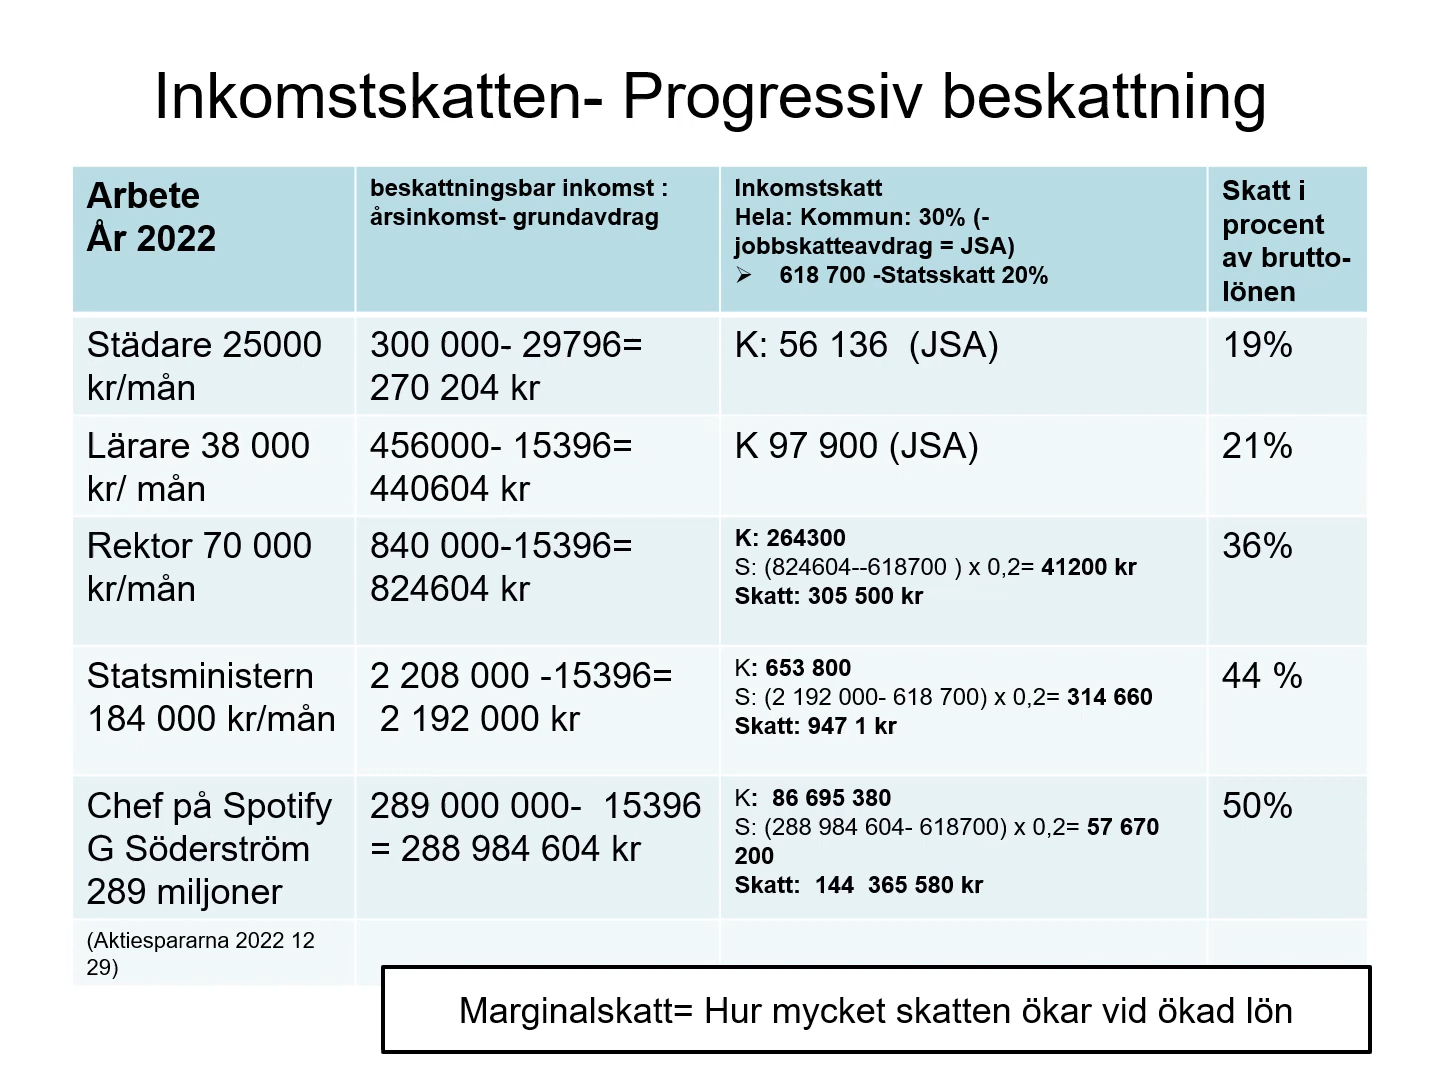 Inkomstskatten- Progressiv beskattning
Arbete
År 2022
beskattningsbar inkomst :
årsinkomst- grundavdrag
Inkomstskatt
Hela: Kommun: 30% (-
jobbskatteavdrag = JSA)
➢ 618 700 -Statsskatt 20%
Skatt i
procent
av brutto-
lönen
Städare 25000
kr/mån
300 000- 29796=
270 204 kr
K: 56 136 (JSA)
19%
Lärare 38 000
kr/ mån
456000- 15396=
440604 kr
K 97 900 (JSA)
21%
Rektor 70 000
kr/mån
840 000-15396=
824604 kr
K: 264300
S: (824604--618700 ) x 0,2= 41200 kr
Skatt: 305 500 kr
36%
Statsministern
184 000 kr/mån
2 208 000 -15396=
2 192 000 kr
K: 653 800
S: (2 192 000- 618 700) x 0,2= 314 660
Skatt: 947 1 kr
44 %
Chef på Spotify
G Söderström
289 miljoner
289 000 000- 15396
= 288 984 604 kr
K: 86 695 380
S: (288 984 604- 618700) x 0,2= 57 670
200
Skatt: 144 365 580 kr
50%
(Aktiespararna 2022 12
29)
Marginalskatt= Hur mycket skatten ökar vid ökad lön